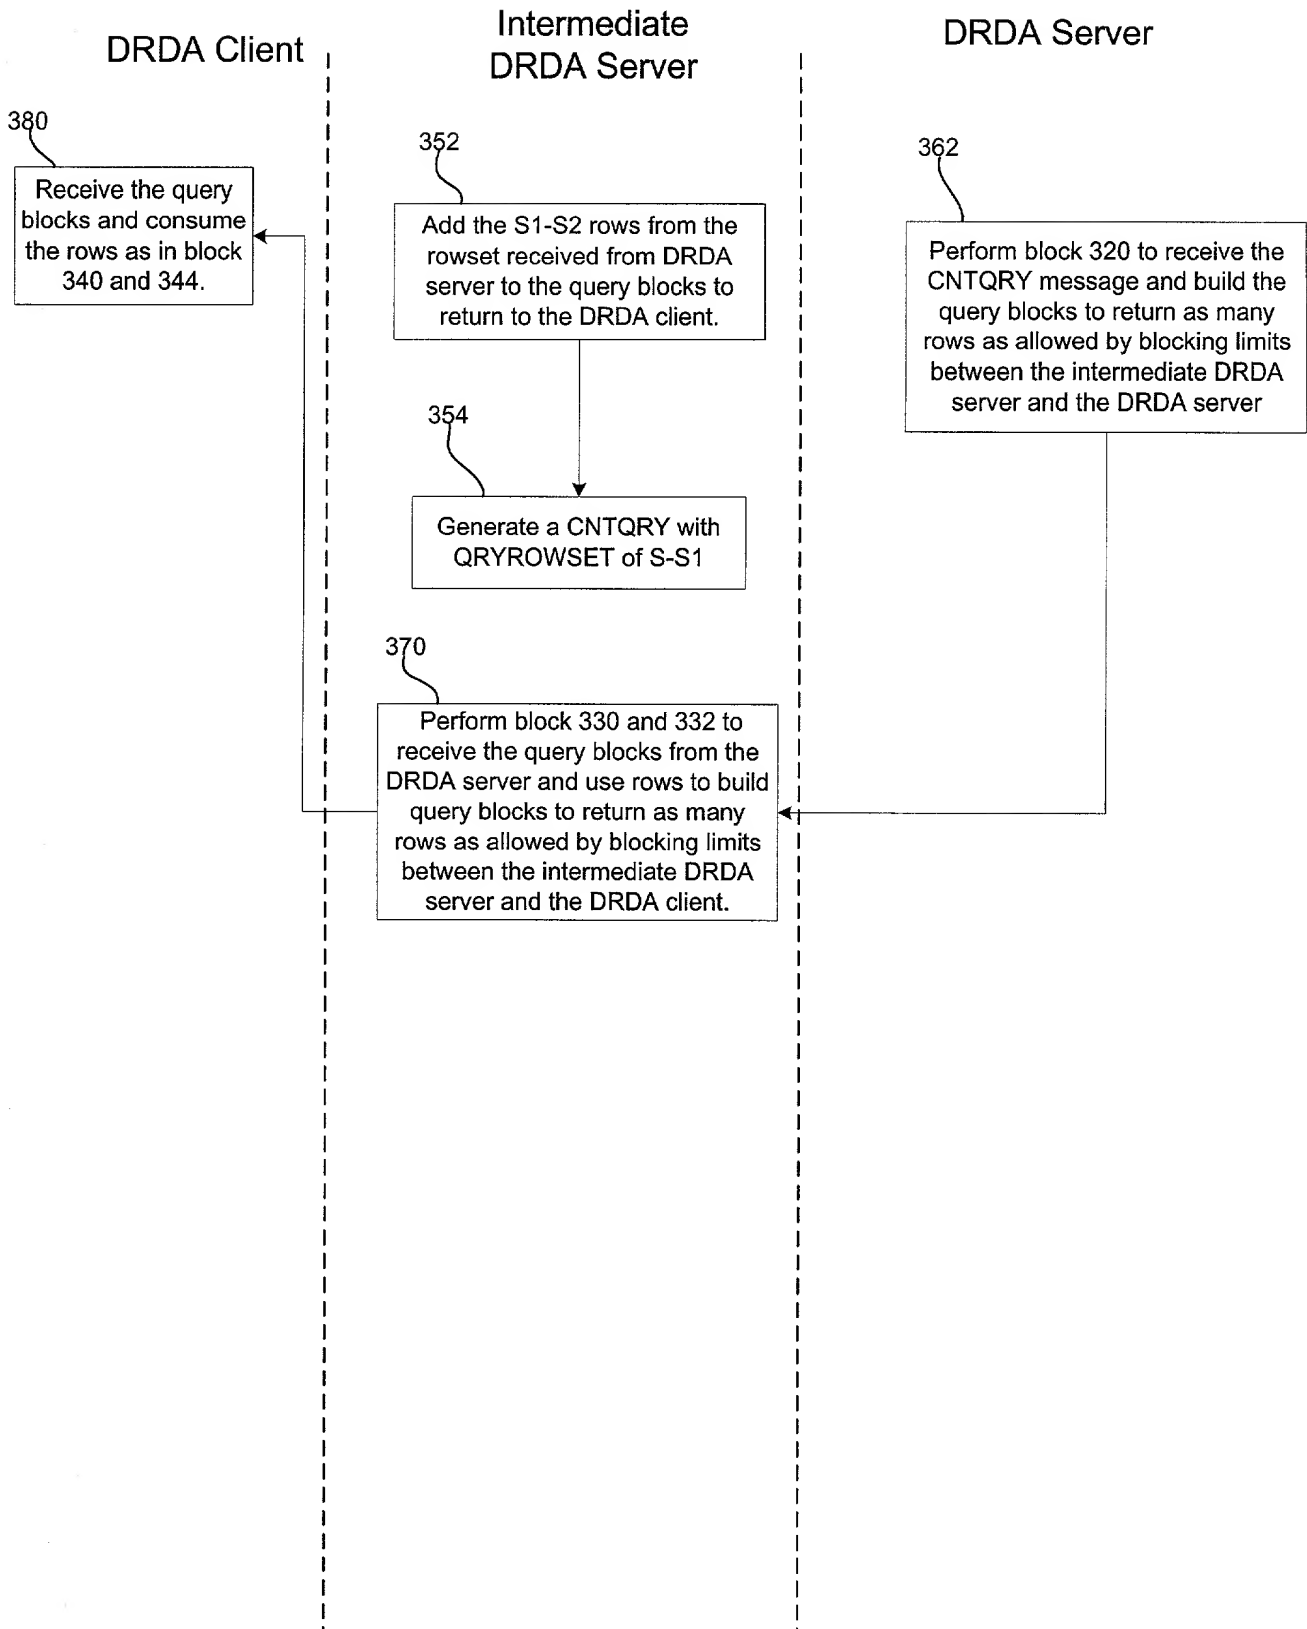 DRDA Client
Intermediate
DRDA Server
DRDA Server
380
Receive the query
blocks and consume
the rows as in block
340 and 344.
352
Add the S1-S2 rows from the
rowset received from DRDA
server to the query blocks to
return to the DRDA client.
362
Perform block 320 to receive the
CNTQRY message and build the
query blocks to return as many
rows as allowed by blocking limits
between the intermediate DRDA
server and the DRDA server
354
Generate a CNTQRY with
QRYROWSET of S-S1
370
Perform block 330 and 332 to
receive the query blocks from the
DRDA server and use rows to build
query blocks to return as many
rows as allowed by blocking limits
between the intermediate DRDA
server and the DRDA client.